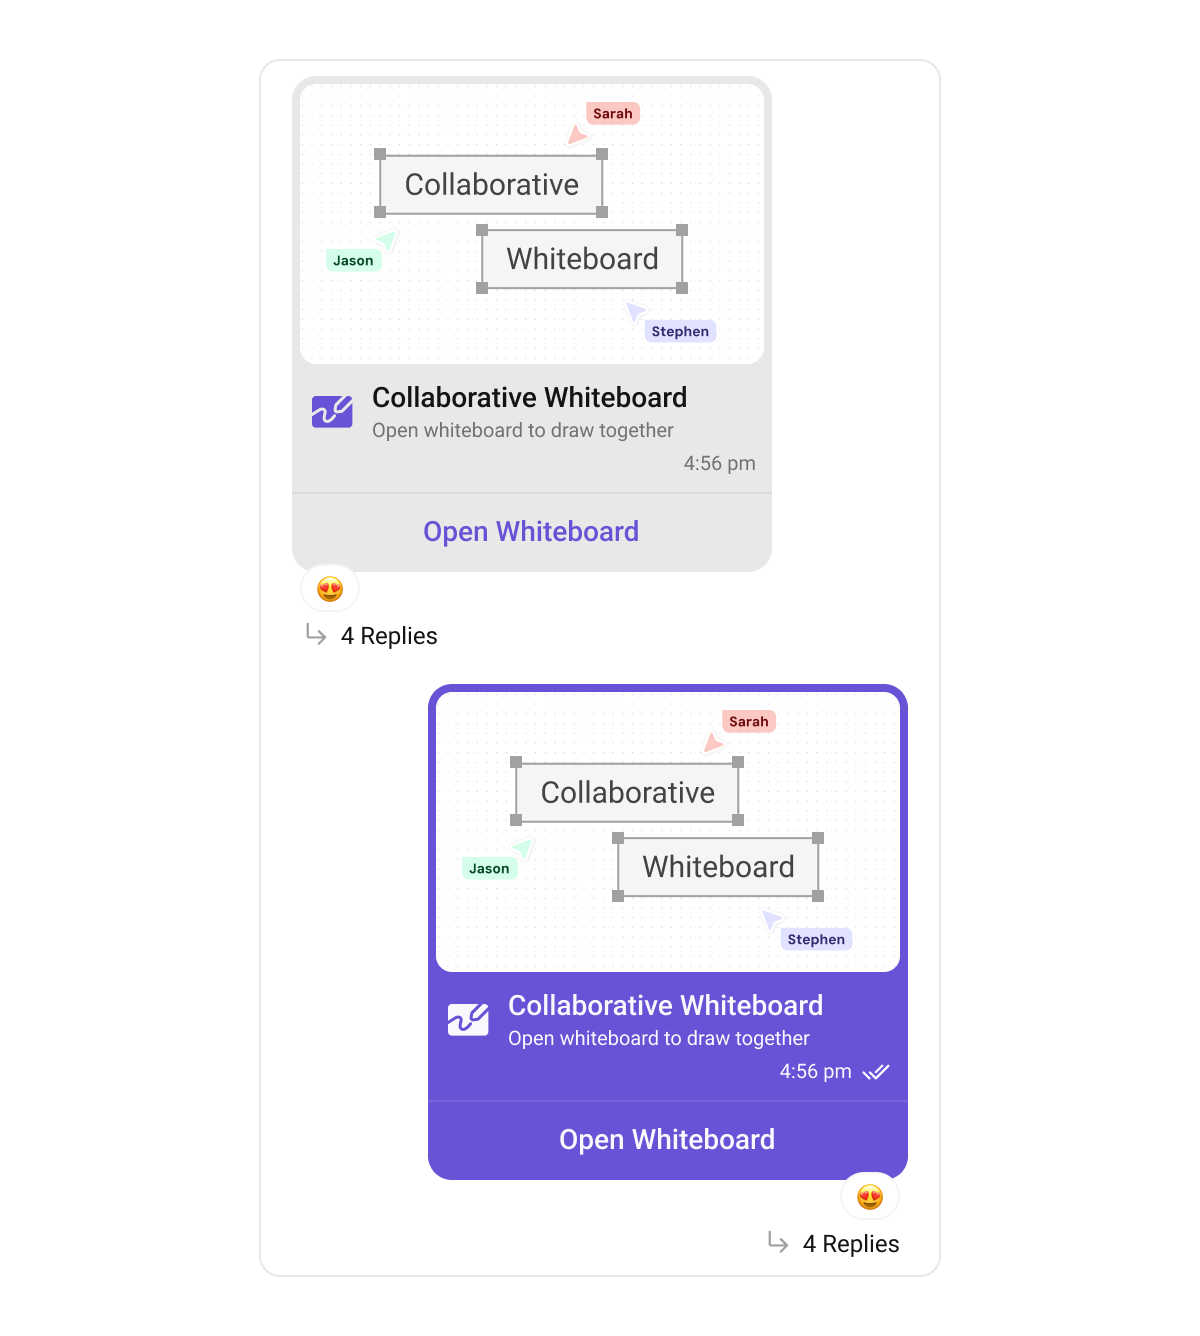 Sarah
Collaborative
Whiteboard
Jason
Stephen
Collaborative Whiteboard
Open whiteboard to draw together
4:56 pm
Open Whiteboard
4 Replies
Sarah
Collaborative
Whiteboard
Jason
Stephen
Collaborative Whiteboard
Open whiteboard to draw together
4:56 pm
Open Whiteboard
4 Replies